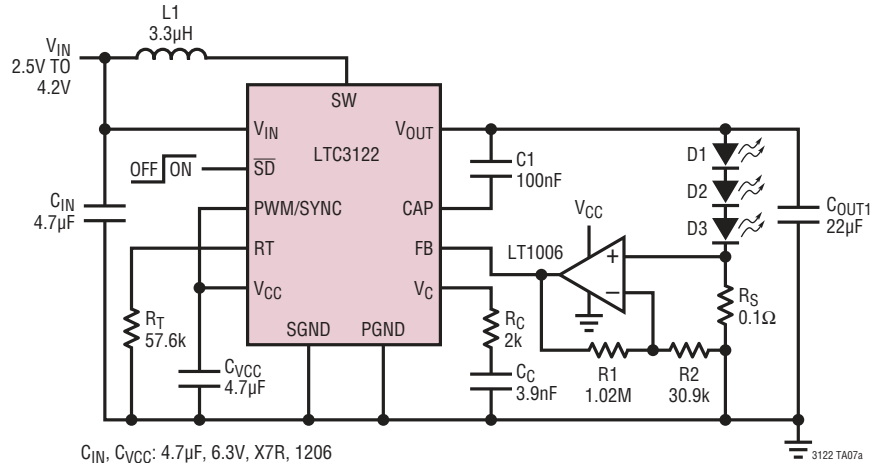 L1
3.3µH
VIN
2.5V TO
4.2V
SW
VIN
VOUT
LTC3122
OFF ON
SD
C1
100nF
D1
D2
D3
CIN
4.7µF
PWM/SYNC
CAP
VCC
COUT1
22µF
RT
FB
LT1006
+
–
VCC
VC
RS
0.1Ω
RT
57.6k
SGND
PGND
RC
2k
CVCC
4.7µF
CC
3.9nF
R1
1.02M
R2
30.9k
CIN, CVCC: 4.7µF, 6.3V, X7R, 1206
3122 TA07a